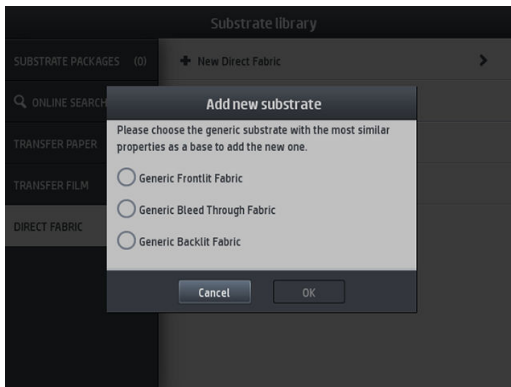 Substrate library
SUBSTRATE PACKAGES (0)
New Direct Fabric
ONLINE SEARCH
TRANSFER PAPER
TRANSFER FILM
DIRECT FABRIC
Add new substrate
Please choose the generic substrate with the most similar
properties as a base to add the new one.
Generic Frontlit Fabric
Generic Bleed Through Fabric
Generic Backlit Fabric
Cancel
OK